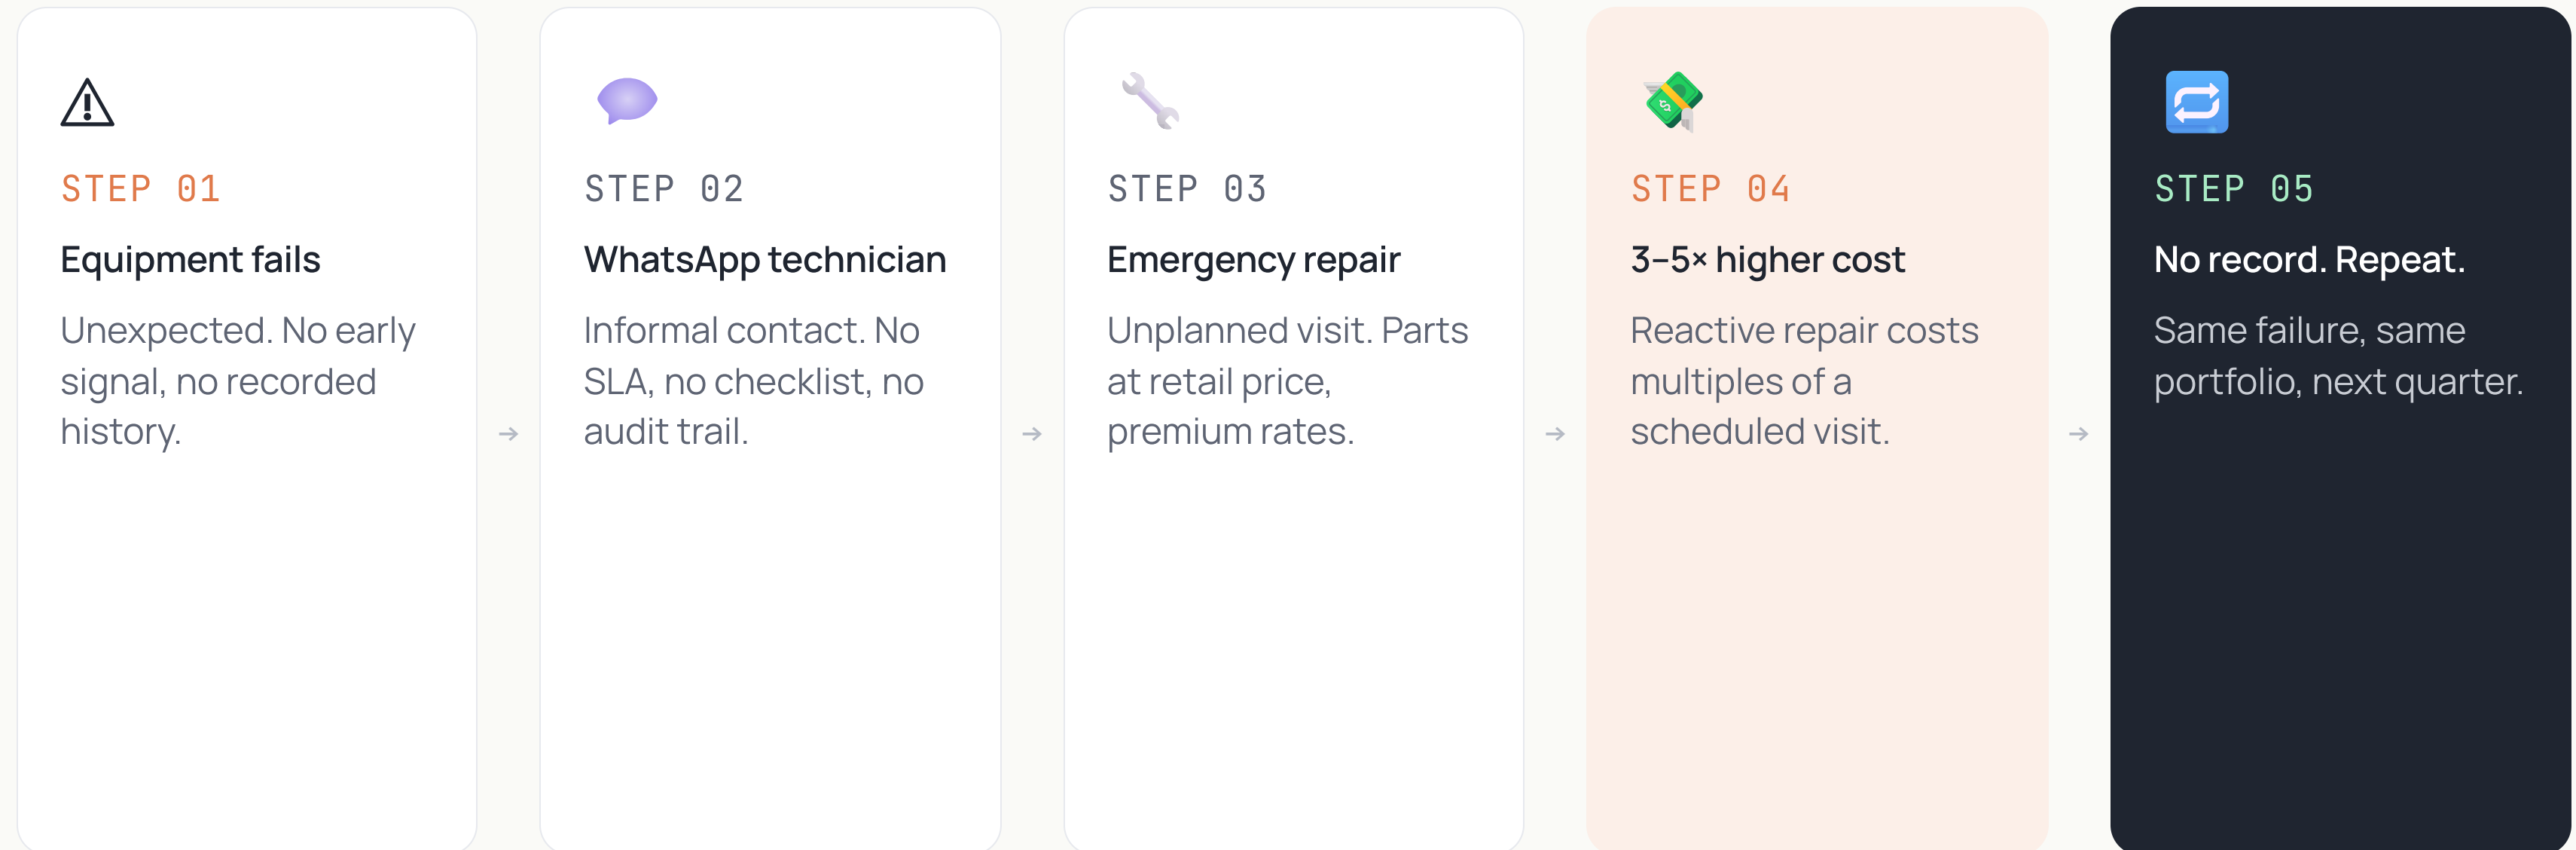 STEP 01
Equipment fails
Unexpected. No early
signal, no recorded
history.
→
STEP 02
WhatsApp technician
Informal contact. No
SLA, no checklist, no
audit trail.
→
STEP 03
Emergency repair
Unplanned visit. Parts
at retail price,
premium rates.
→
STEP 04
3–5× higher cost
Reactive repair costs
multiples of a
scheduled visit.
→
STEP 05
No record. Repeat.
Same failure, same
portfolio, next quarter.